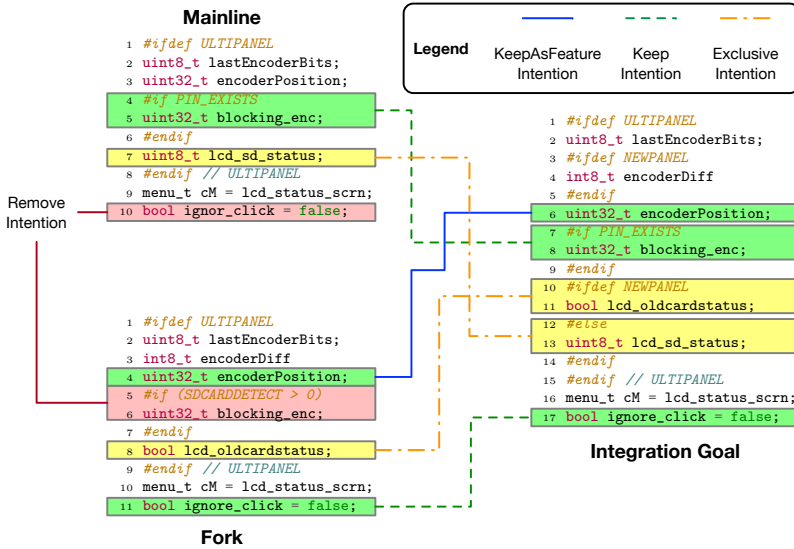 Mainline
1 #ifdef ULTIPANEL
2 uint8_t lastEncoderBits;
3 uint32_t encoderPosition;
4 #if PIN_EXISTS
5 uint32_t blocking_enc;
6 #endif
7 uint8_t lcd_sd_status;
8 #endif // ULTIPANEL
9 menu_t cM = lcd_status_scrn;
10 bool ignor_click = false;
Remove
Intention
1 #ifdef ULTIPANEL
2 uint8_t lastEncoderBits;
3 int8_t encoderDiff
4 uint32_t encoderPosition;
5 #if (SDCARDDETECT > 0)
6 uint32_t blocking_enc;
7 #endif
8 bool lcd_oldcardstatus;
9 #endif // ULTIPANEL
10 menu_t cM = lcd_status_scrn;
11 bool ignore_click = false;
Fork
Legend
KeepAsFeature
Intention
Keep
Intention
Exclusive
Intention
1 #ifdef ULTIPANEL
2 uint8_t lastEncoderBits;
3 #ifdef NEWPANEL
4 int8_t encoderDiff
5 #endif
6 uint32_t encoderPosition;
7 #if PIN_EXISTS
8 uint32_t blocking_enc;
9 #endif
10 #ifdef NEWPANEL
11 bool lcd_oldcardstatus;
12 #else
13 uint8_t lcd_sd_status;
14 #endif
15 #endif // ULTIPANEL
16 menu_t cM = lcd_status_scrn;
17 bool ignore_click = false;
Integration Goal